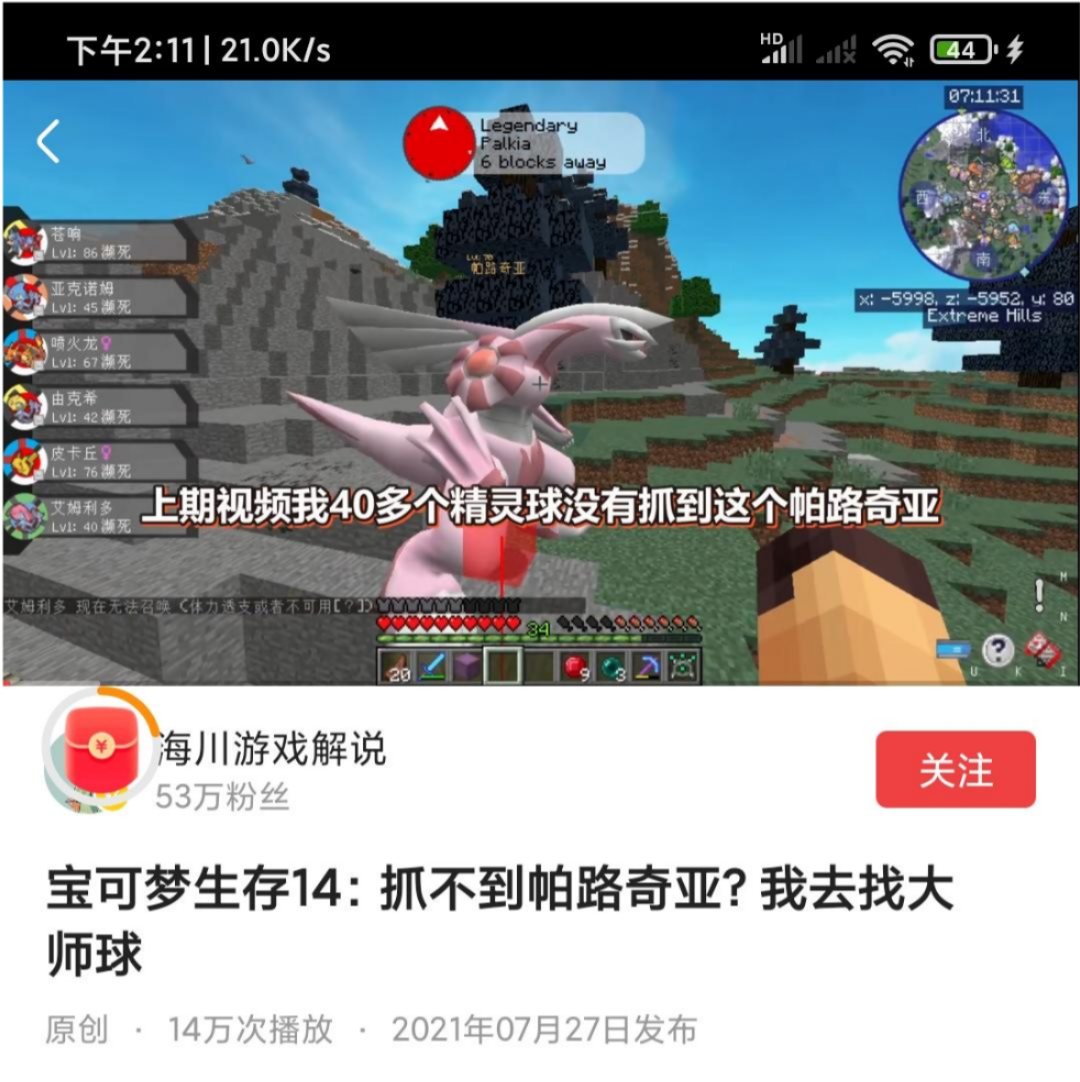 下午2:11 | 21.0K/s
HD
44
07:11:31
Legendary
Palkia
6 blocks away
北
西
东
南
苍响
Lvl: 86 濒死
Lvl: 70
帕路奇亚
亚克诺姆
Lvl: 45 濒死
x: -5998, z: -5952, y: 80
Extreme Hills
喷火龙♀
Lvl: 67 濒死
由克希
Lvl: 42 濒死
皮卡丘♀
Lvl: 76 濒死
艾姆利多
Lvl: 40 濒死
上期视频我40多个精灵球没有抓到这个帕路奇亚
艾姆利多 现在无法召唤 (体力透支或者不可用[?])
M
N
34
20
9
3
?
U
K
I
海川游戏解说
53万粉丝
关注
宝可梦生存14：抓不到帕路奇亚？我去找大
师球
原创 · 14万次播放 · 2021年07月27日发布